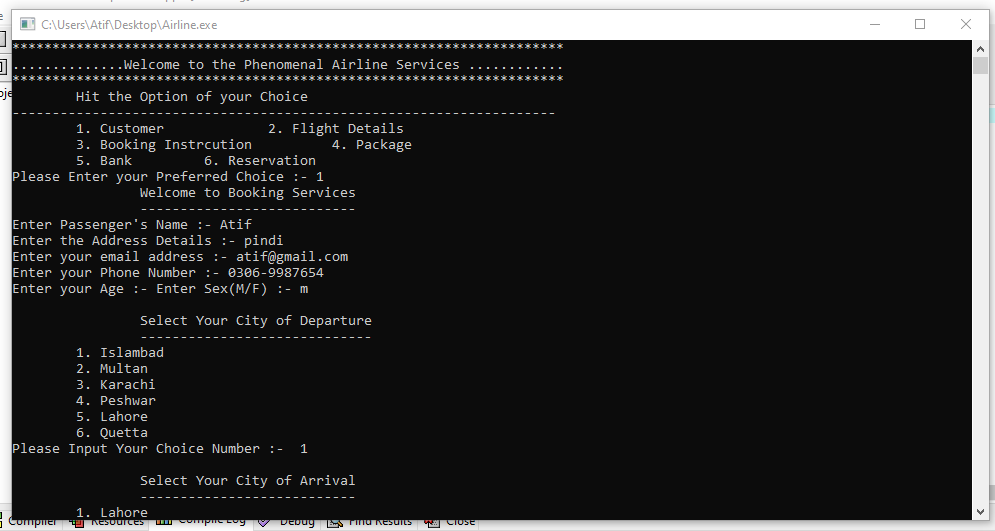 C:\Users\Atif\Desktop\Airline.exe
*********************************************************************
..............Welcome to the Phenomenal Airline Services ............
*********************************************************************
Hit the Option of your Choice
--------------------------------------------------------------------
1. Customer 2. Flight Details
3. Booking Instrcution 4. Package
5. Bank 6. Reservation
Please Enter your Preferred Choice :- 1
Welcome to Booking Services
---------------------------
Enter Passenger's Name :- Atif
Enter the Address Details :- pindi
Enter your email address :- atif@gmail.com
Enter your Phone Number :- 0306-9987654
Enter your Age :- Enter Sex(M/F) :- m
Select Your City of Departure
-----------------------------
1. Islambad
2. Multan
3. Karachi
4. Peshwar
5. Lahore
6. Quetta
Please Input Your Choice Number :- 1
Select Your City of Arrival
---------------------------
1. Lahore
Compiler Resources Compile Log Debug Find Results Close